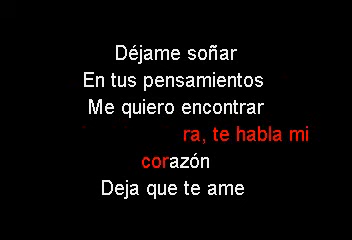 Déjame soñar
En tus pensamientos
Me quiero encontrar
ra, te habla mi
corazón
Deja que te ame